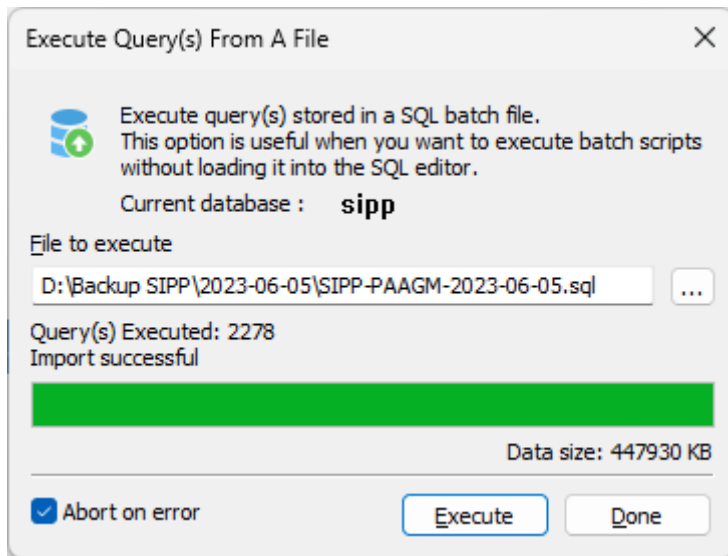 Execute Query(s) From A File
Execute query(s) stored in a SQL batch file.
This option is useful when you want to execute batch scripts
without loading it into the SQL editor.
Current database : sipp
File to execute
D:\Backup SIPP\2023-06-05\SIPP-PAAGM-2023-06-05.sql
...
Query(s) Executed: 2278
Import successful
Data size: 447930 KB
Abort on error
Execute
Done